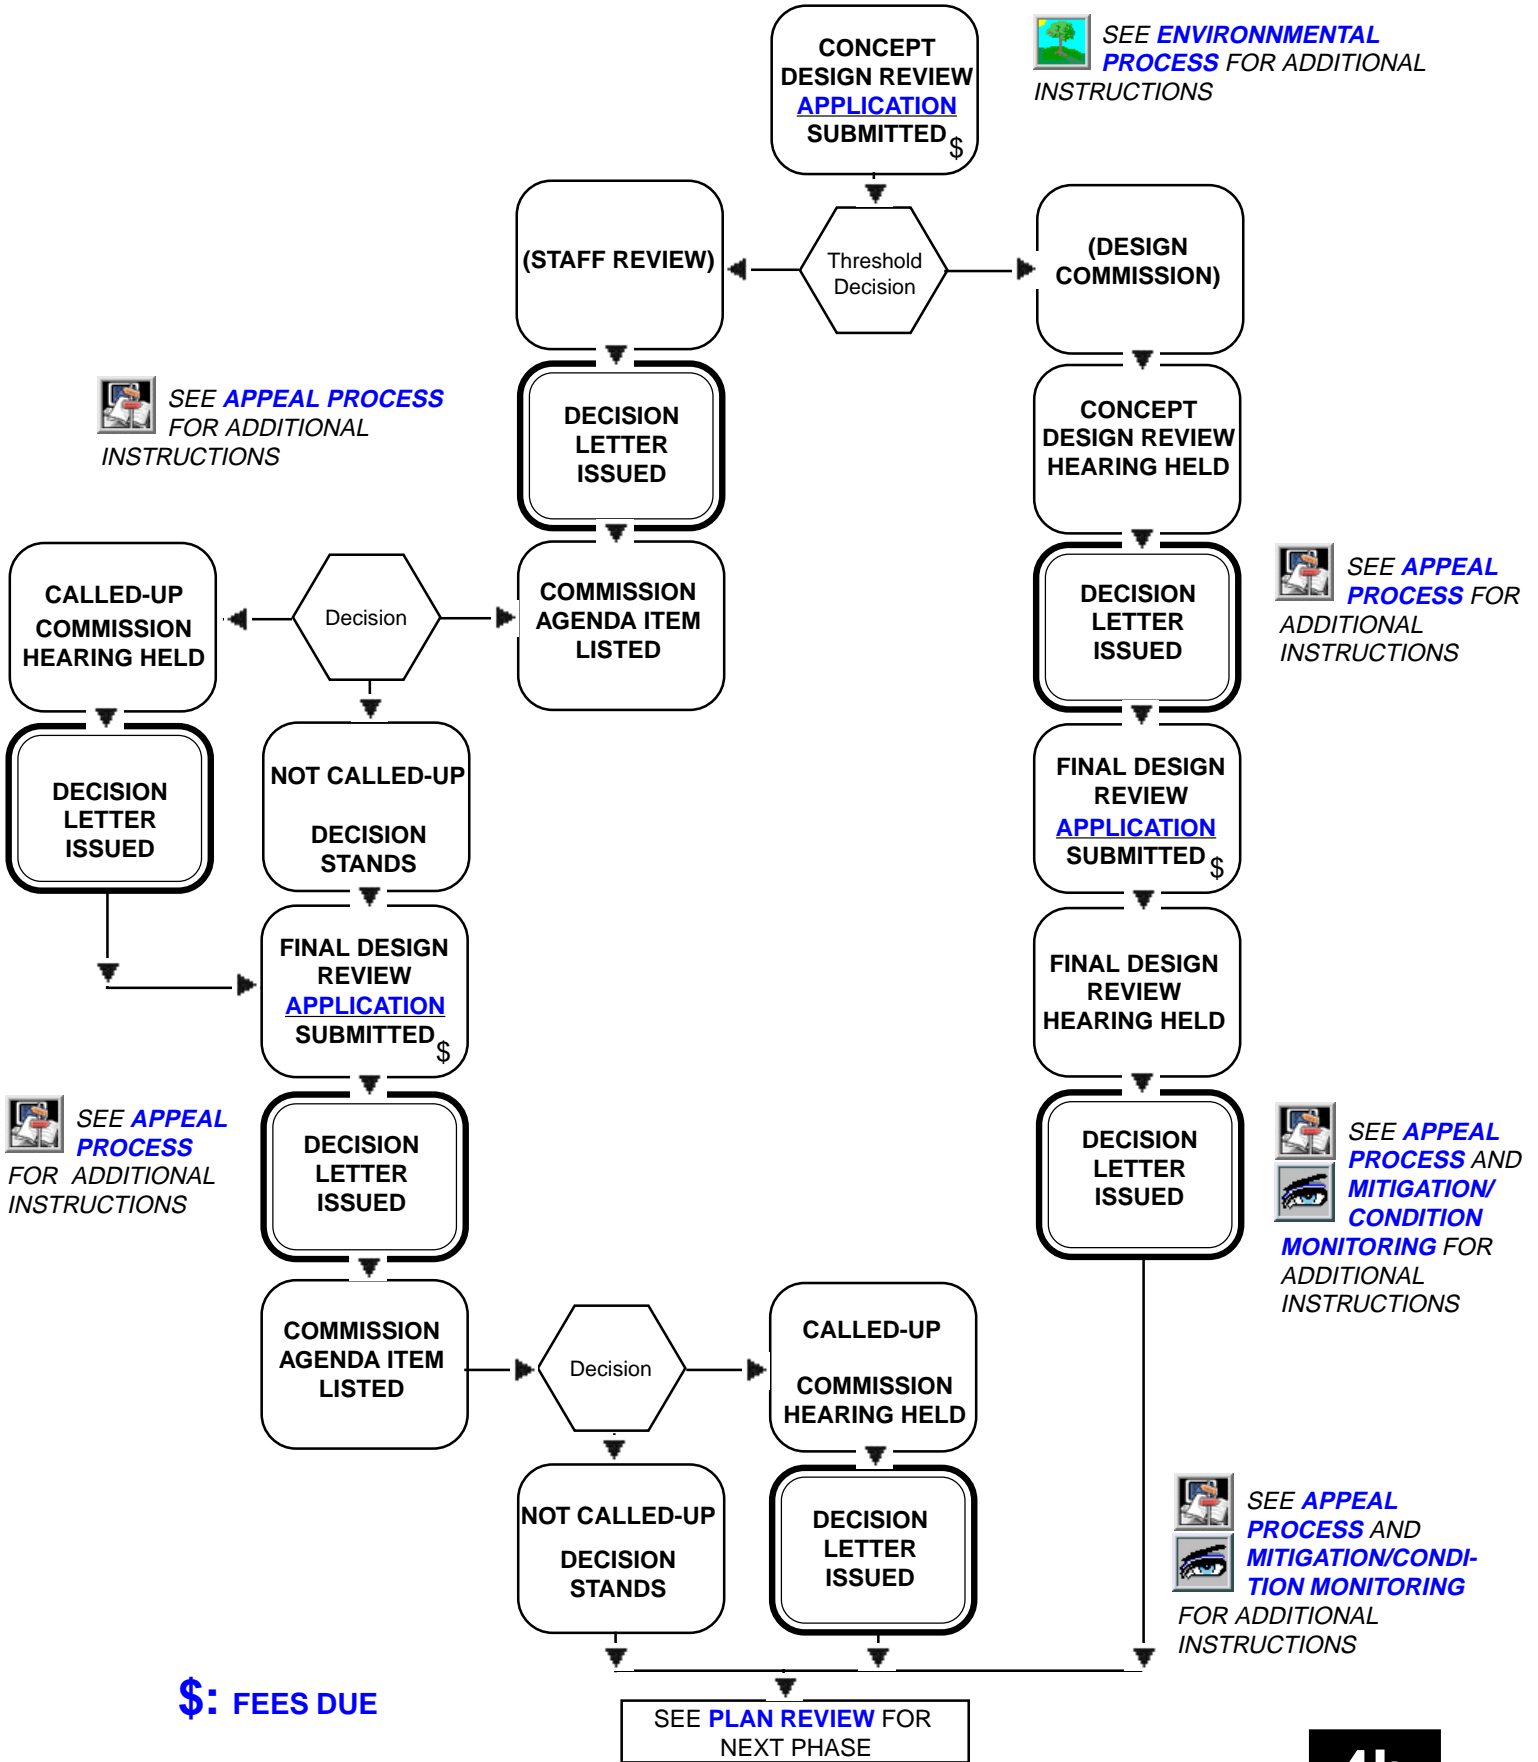 CONCEPT
DESIGN REVIEW
APPLICATION
SUBMITTED $
SEE ENVIRONNMENTAL
PROCESS FOR ADDITIONAL
INSTRUCTIONS
(STAFF REVIEW)
Threshold
Decision
(DESIGN
COMMISSION)
SEE APPEAL PROCESS
FOR ADDITIONAL
INSTRUCTIONS
DECISION
LETTER
ISSUED
CONCEPT
DESIGN REVIEW
HEARING HELD
CALLED-UP
COMMISSION
HEARING HELD
Decision
COMMISSION
AGENDA ITEM
LISTED
DECISION
LETTER
ISSUED
SEE APPEAL
PROCESS FOR
ADDITIONAL
INSTRUCTIONS
DECISION
LETTER
ISSUED
NOT CALLED-UP
DECISION
STANDS
FINAL DESIGN
REVIEW
APPLICATION
SUBMITTED $
FINAL DESIGN
REVIEW
APPLICATION
SUBMITTED $
FINAL DESIGN
REVIEW
HEARING HELD
SEE APPEAL
PROCESS
FOR ADDITIONAL
INSTRUCTIONS
DECISION
LETTER
ISSUED
DECISION
LETTER
ISSUED
SEE APPEAL
PROCESS AND
MITIGATION/
CONDITION
MONITORING FOR
ADDITIONAL
INSTRUCTIONS
COMMISSION
AGENDA ITEM
LISTED
Decision
CALLED-UP
COMMISSION
HEARING HELD
NOT CALLED-UP
DECISION
STANDS
DECISION
LETTER
ISSUED
SEE APPEAL
PROCESS AND
MITIGATION/CONDI-
TION MONITORING
FOR ADDITIONAL
INSTRUCTIONS
$: FEES DUE
SEE PLAN REVIEW FOR
NEXT PHASE